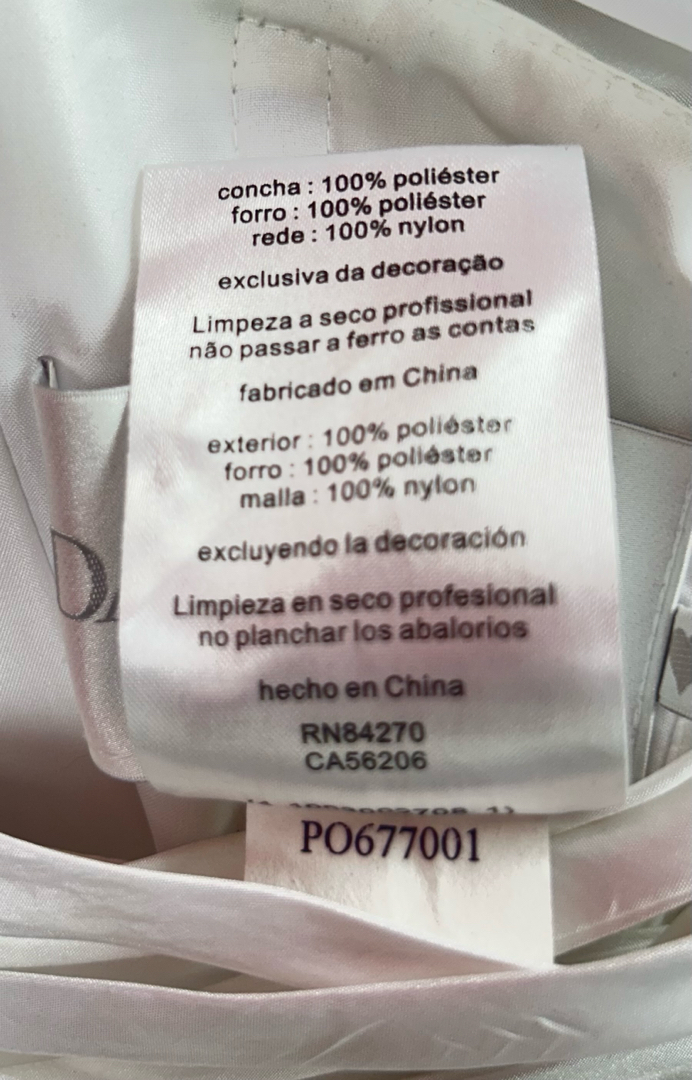 concha : 100% poliéster
forro : 100% poliéster
rede : 100% nylon
exclusiva da decoração
Limpeza a seco profissional
não passar a ferro as contas
fabricado em China
exterior : 100% poliéster
forro : 100% poliéster
malla : 100% nylon
excluyendo la decoración
Limpieza en seco profesional
no planchar los abalorios
hecho en China
RN84270
CA56206
PO677001